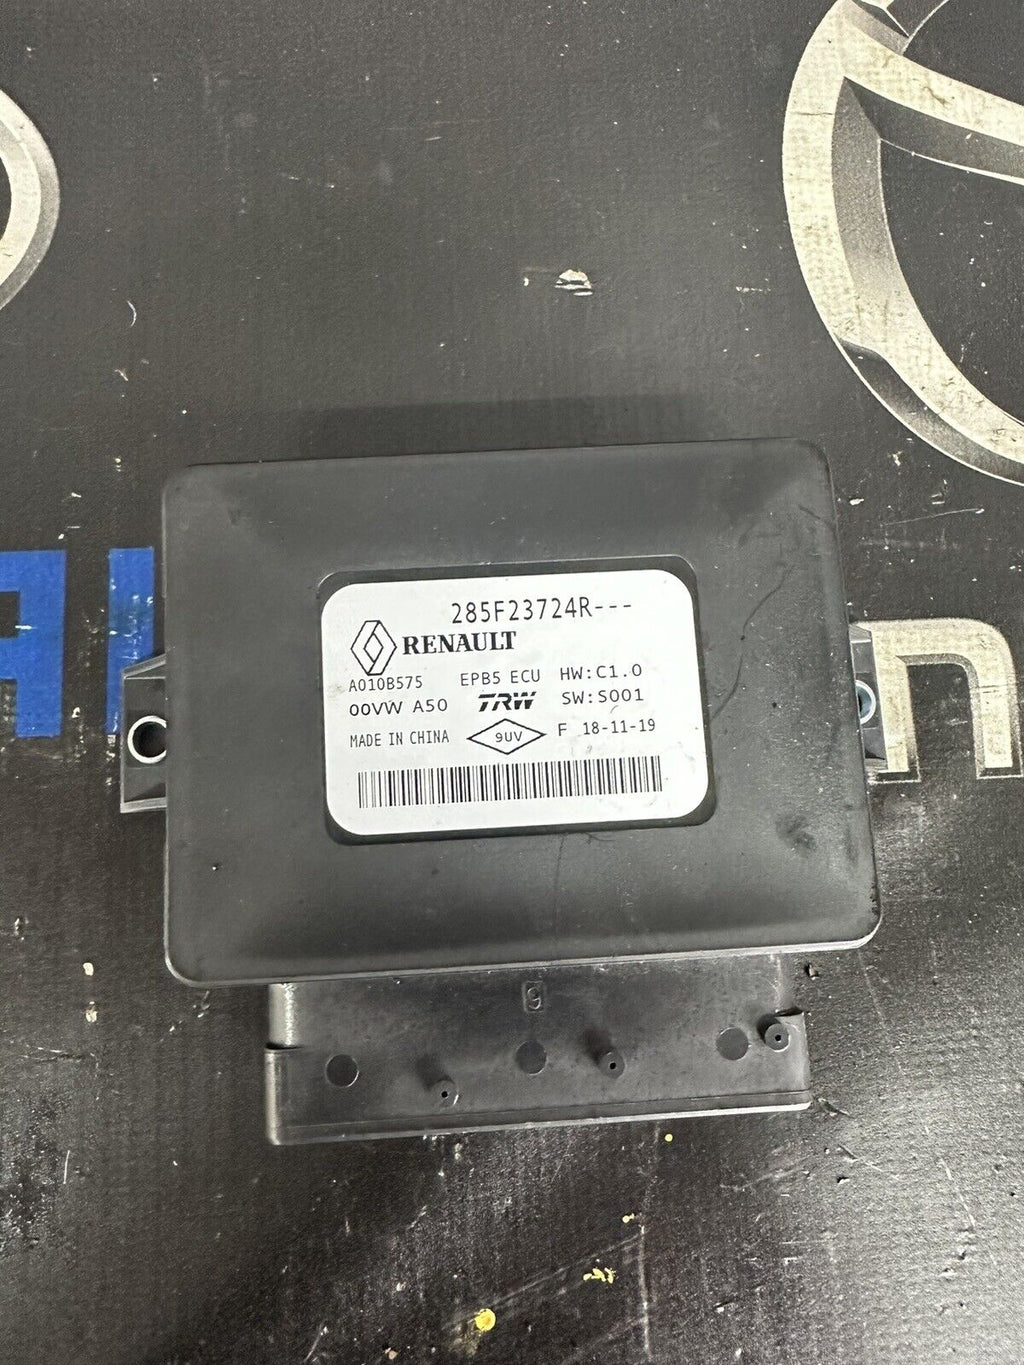 285F23724R---
RENAULT
A010B575 EPB5 ECU HW:C1.0
00VW A50 TRW SW:S001
MADE IN CHINA 9UV F 18-11-19
9